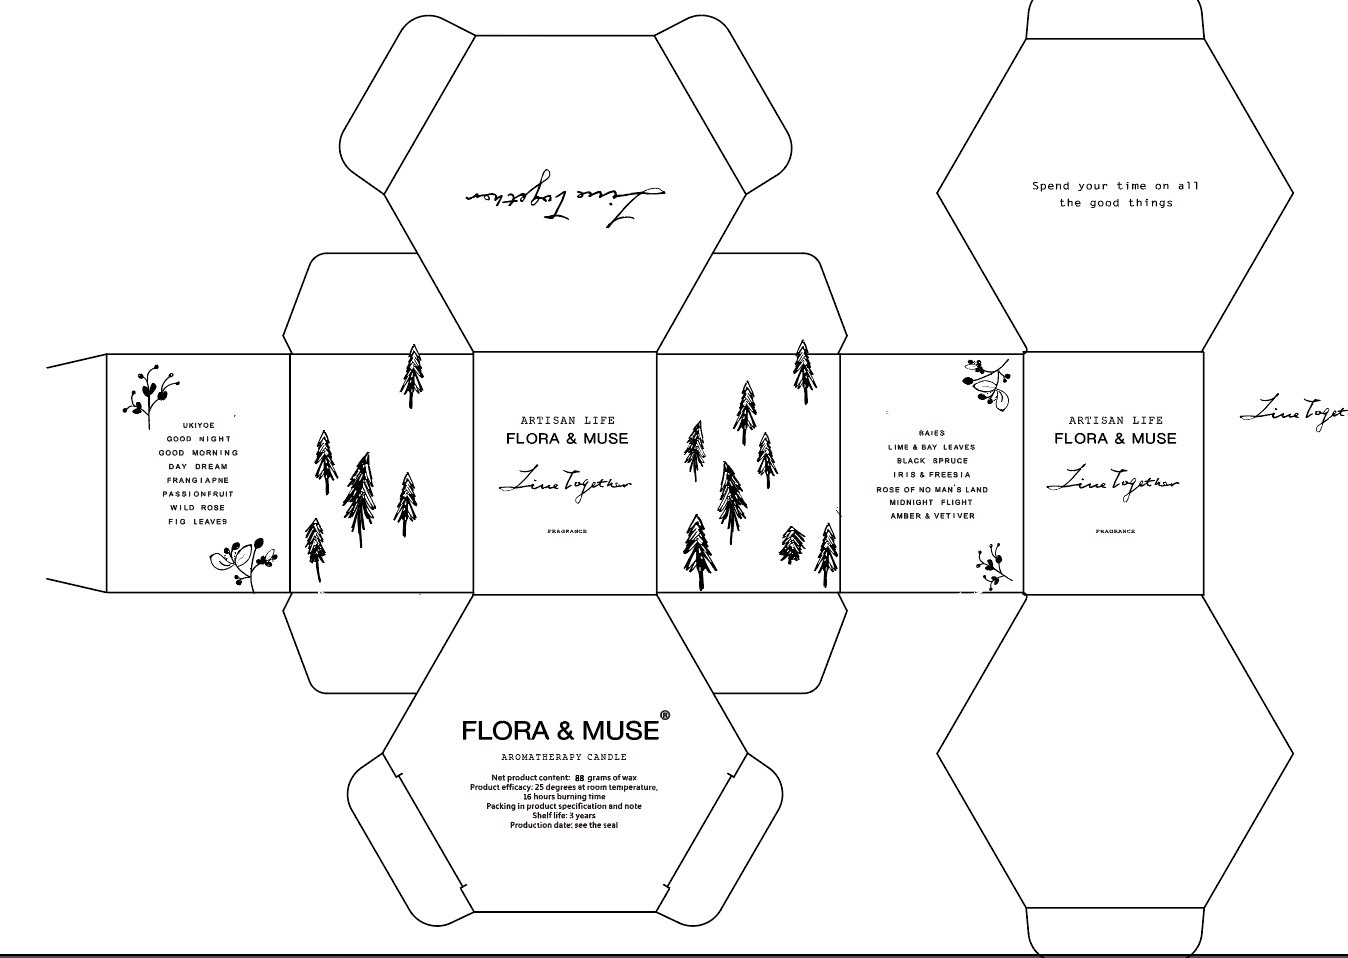 Line Together
Spend your time on all
the good things
UKIYOE
GOOD NIGHT
GOOD MORNING
DAY DREAM
FRANGIAPNE
PASSIONFRUIT
WILD ROSE
FIG LEAVES
ARTISAN LIFE
FLORA & MUSE
Line Together
FRAGRANCE
BAIES
LIME & BAY LEAVES
BLACK SPRUCE
IRIS & FREESIA
ROSE OF NO MAN'S LAND
MIDNIGHT FLIGHT
AMBER & VETIVER
ARTISAN LIFE
FLORA & MUSE
Line Together
FRAGRANCE
Line Toget
FLORA & MUSE®
AROMATHERAPY CANDLE
Net product content: 88 grams of wax
Product efficacy: 25 degrees at room temperature,
16 hours burning time
Packing in product specification and note
Shelf life: 3 years
Production date: see the seal